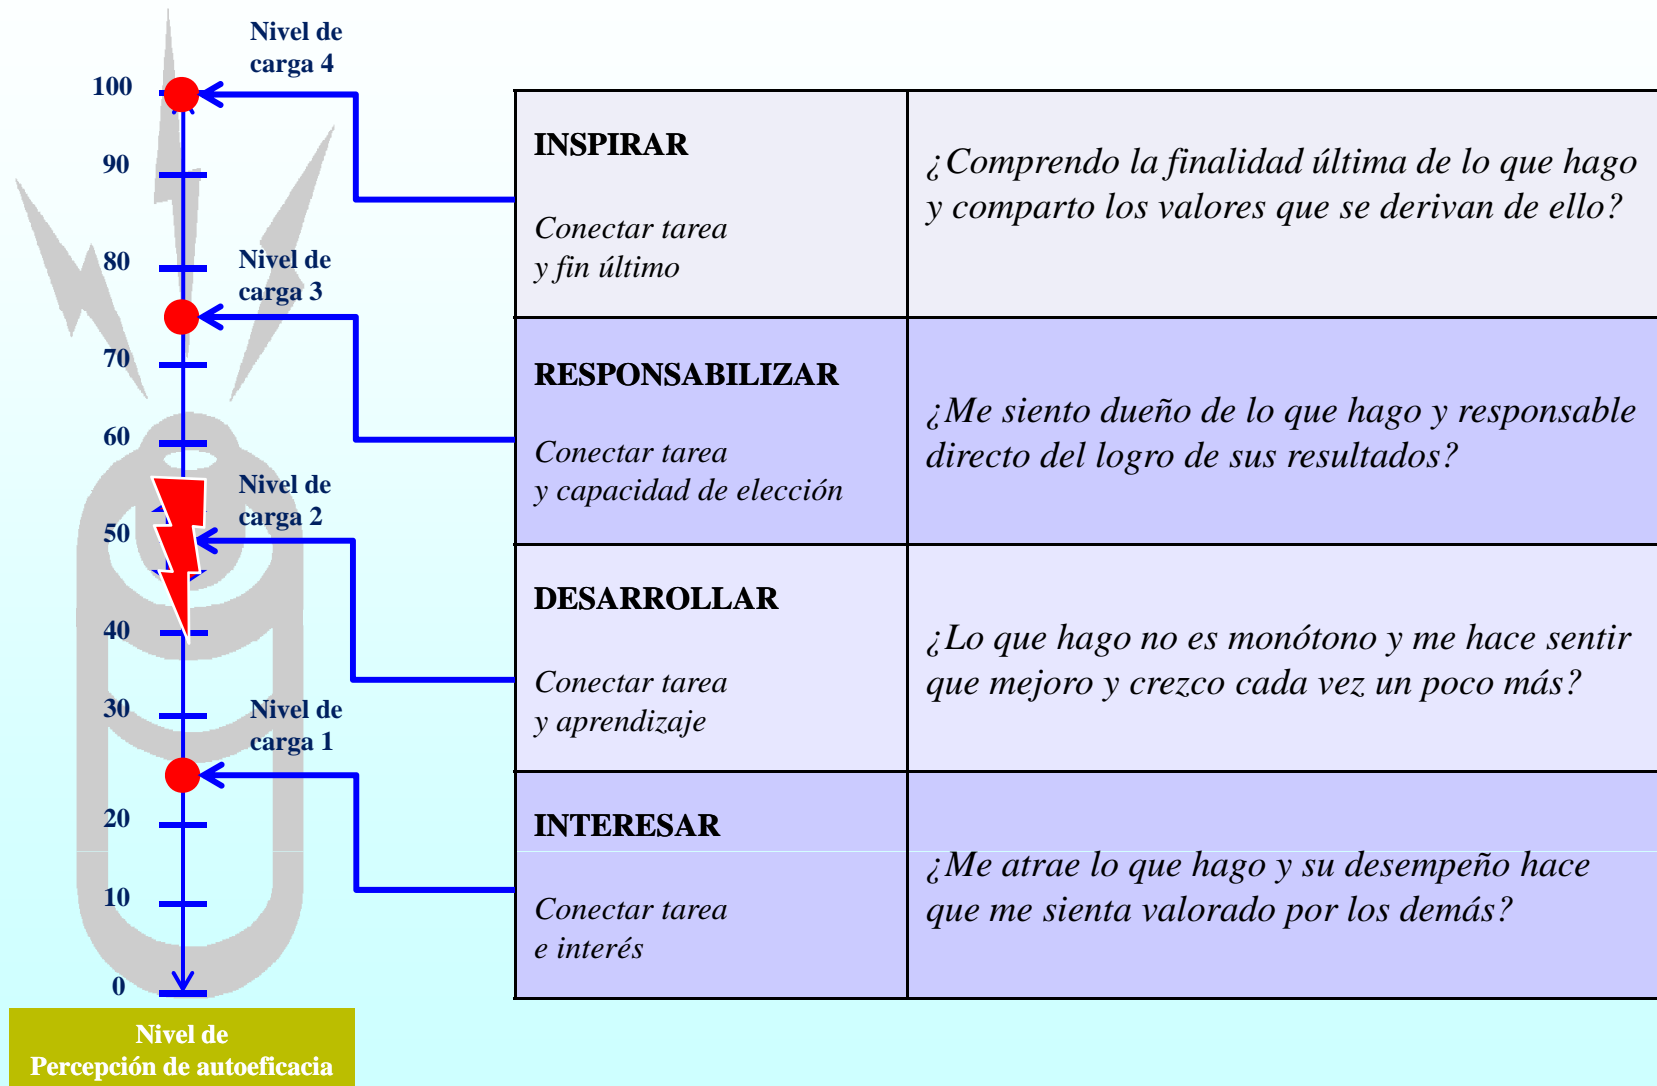 Nivel de
carga 4
100
90
80
Nivel de
carga 3
70
60
Nivel de
carga 2
50
40
30
Nivel de
carga 1
20
10
0
Nivel de
Percepción de autoeficacia
INSPIRAR
Conectar tarea
y fin último
¿Comprendo la finalidad última de lo que hago
y comparto los valores que se derivan de ello?
RESPONSABILIZAR
Conectar tarea
y capacidad de elección
¿Me siento dueño de lo que hago y responsable
directo del logro de sus resultados?
DESARROLLAR
Conectar tarea
y aprendizaje
¿Lo que hago no es monótono y me hace sentir
que mejoro y crezco cada vez un poco más?
INTERESAR
Conectar tarea
e interés
¿Me atrae lo que hago y su desempeño hace
que me sienta valorado por los demás?